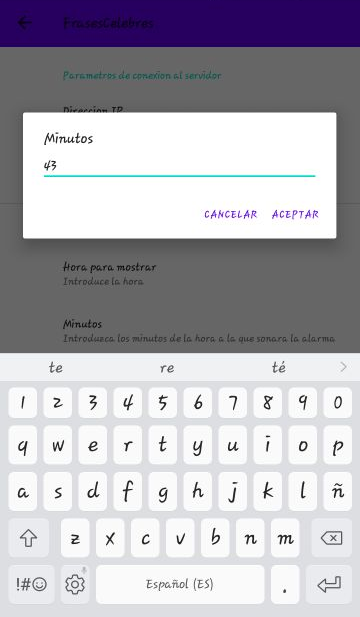 FrasesCelebres
Parametros de conexion al servidor
Direccion IP
Minutos
43
CANCELAR ACEPTAR
Hora para mostrar
Introduce la hora
Minutos
Introduzca los minutos de la hora a la que sonara la alarma
te re té
1 2 3 4 5 6 7 8 9 0
q w e r t y u i o p
a s d f g h j k l ñ
z x c v b n m
!#☺ Español (ES) .